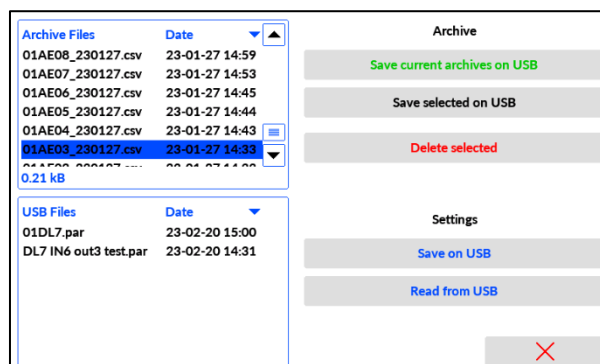 Archive Files Date
01AE08_230127.csv 23-01-27 14:59
01AE07_230127.csv 23-01-27 14:53
01AE06_230127.csv 23-01-27 14:45
01AE05_230127.csv 23-01-27 14:44
01AE04_230127.csv 23-01-27 14:43
01AE03_230127.csv 23-01-27 14:33
0.21 kB
USB Files Date
01DL7.par 23-02-20 15:00
DL7 IN6 out3 test.par 23-02-20 14:31
Archive
Save current archives on USB
Save selected on USB
Delete selected
Settings
Save on USB
Read from USB